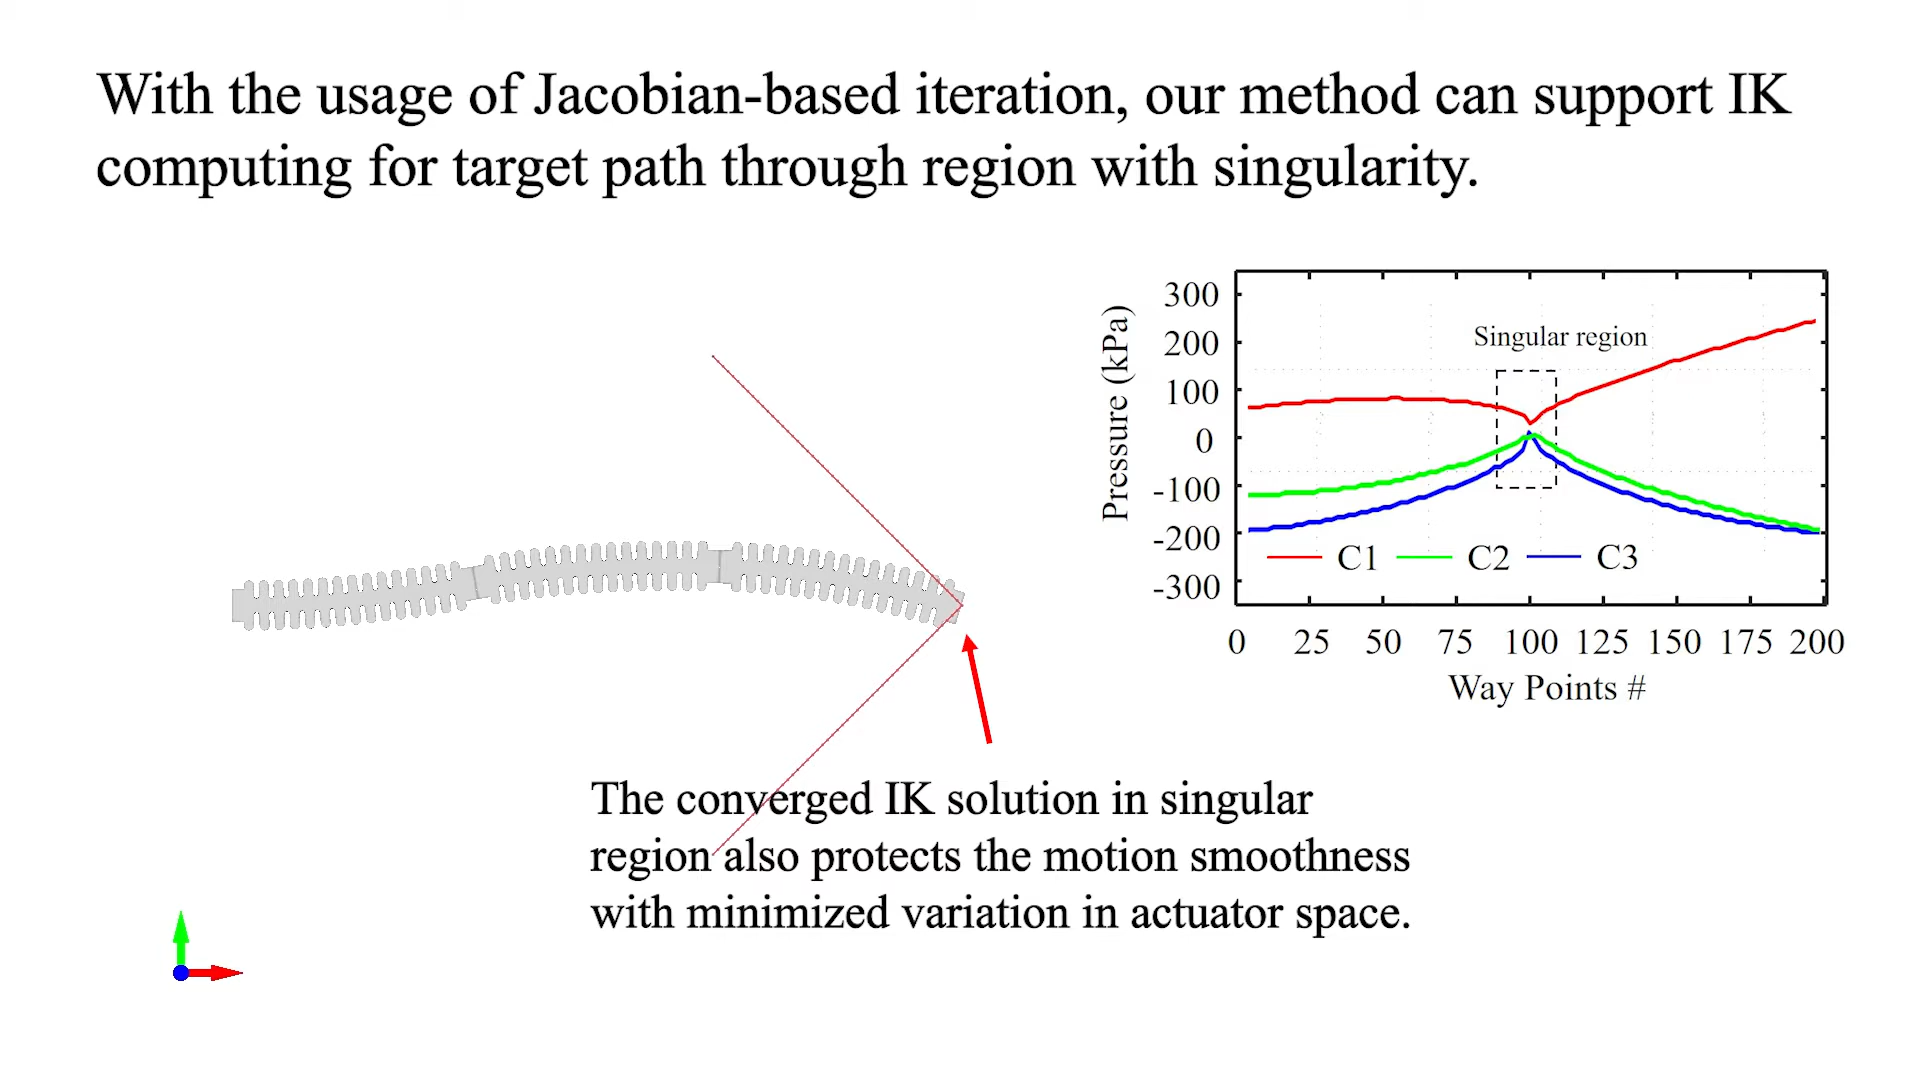 With the usage of Jacobian-based iteration, our method can support IK
computing for target path through region with singularity.
300
200
100
0
-100
-200
-300
Pressure (kPa)
Singular region
C1 C2 C3
0 25 50 75 100 125 150 175 200
Way Points #
The converged IK solution in singular
region also protects the motion smoothness
with minimized variation in actuator space.